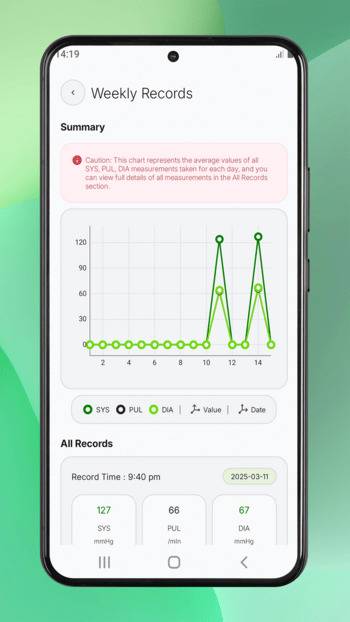 14:19
Weekly Records
Summary
Caution: This chart represents the average values of all
SYS, PUL, DIA measurements taken for each day, and you
can view full details of all measurements in the All Records
section.
120
90
60
30
0
2 4 6 8 10 12 14
SYS PUL DIA | Value | Date
All Records
Record Time : 9:40 pm 2025-03-11
127 66 67
SYS PUL DIA
mmHg /min mmHg